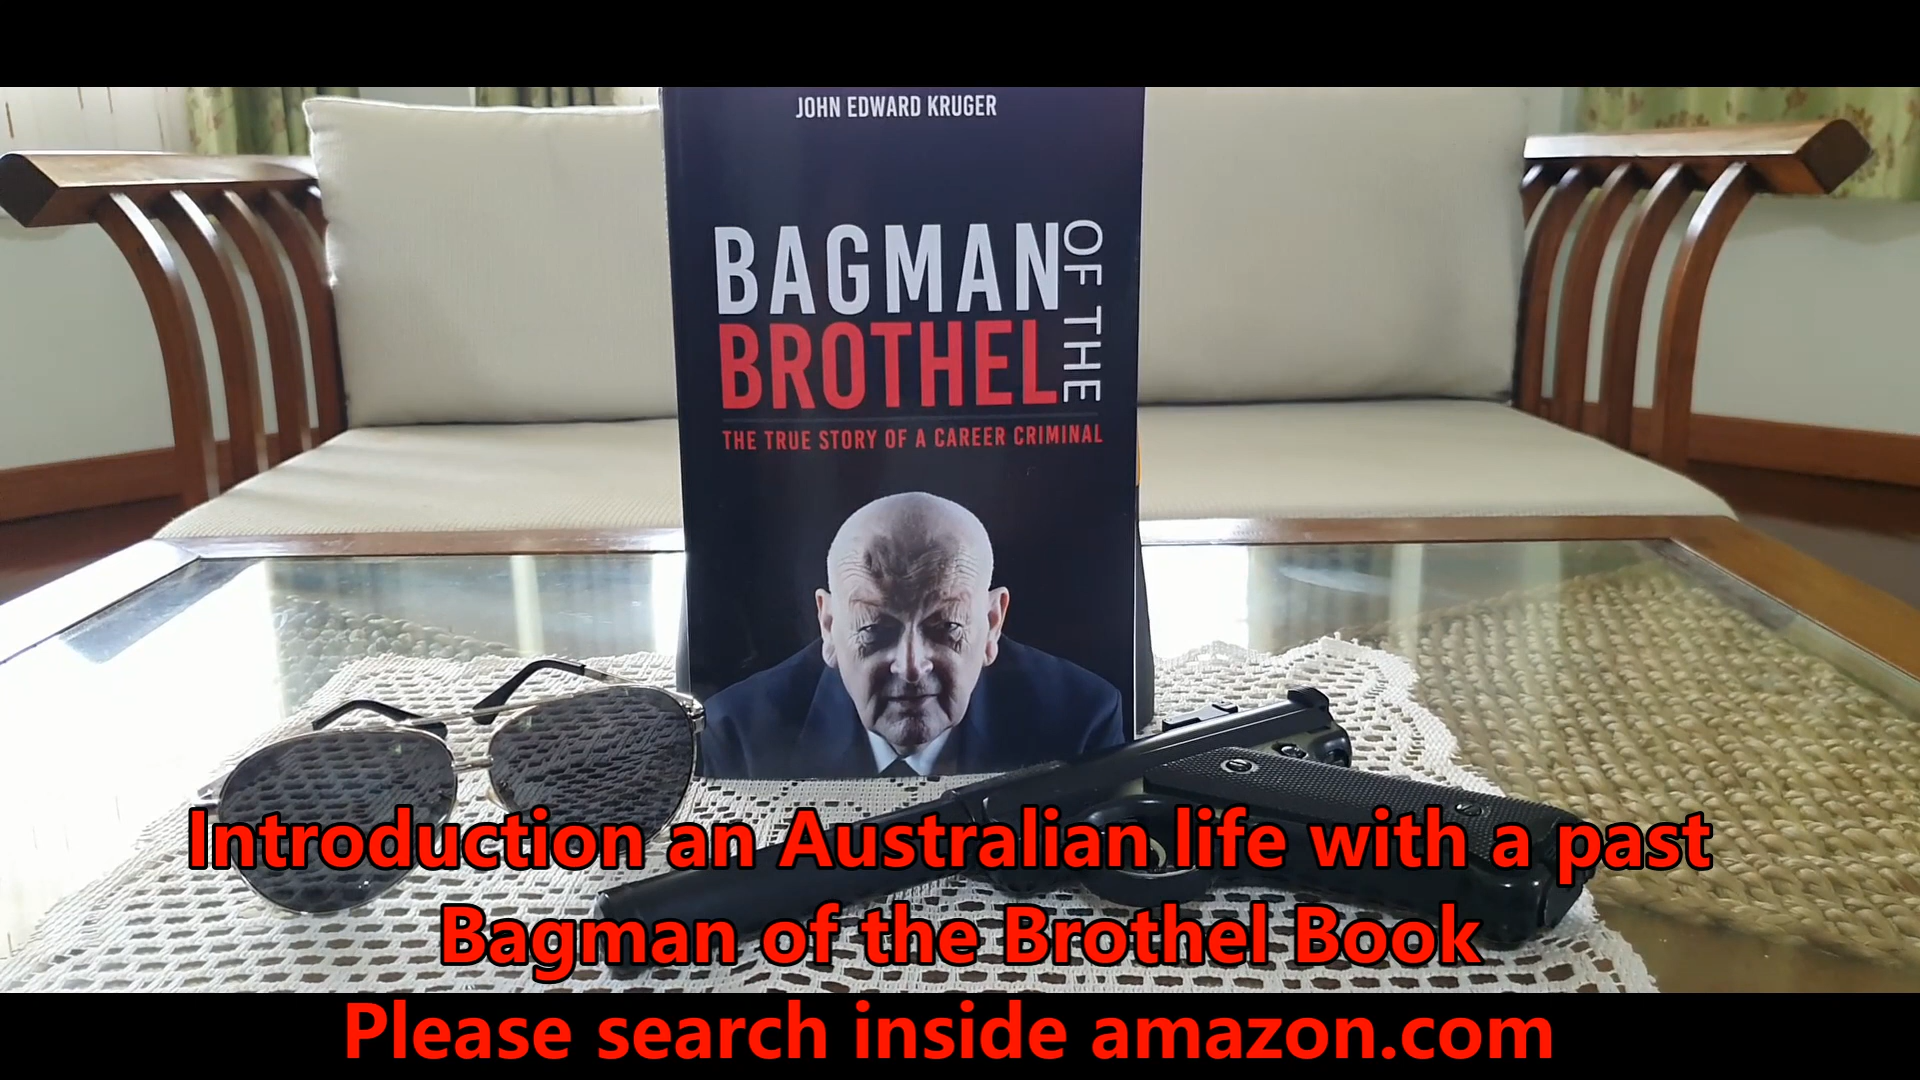 JOHN EDWARD KRUGER
BAGMAN
OF THE
BROTHEL
THE TRUE STORY OF A CAREER CRIMINAL
Introduction an Australian life with a past
Bagman of the Brothel Book
Please search inside amazon.com